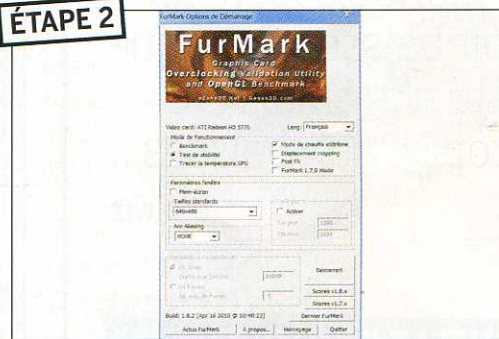 ÉTAPE 2
FurMark Options de Démarrage
FurMark
Graphic Card
Overclocking Validation Utility
and OpenGL Benchmark
oZone3D.Net | Geeks3D.com
Video card: ATI Radeon HD 5770
Lang: Français
Mode de fonctionnement
Benchmark
Mode de chauffe extrême
Test de stabilité
Displacement mapping
Tracer la température GPU
Post FX
FurMark 1.7.0 Mode
Paramètres fenêtre
Plein-écran
Tailles standards
640x480
Activer
Anti-Aliasing
NONE
Démarrer!
Scores v1.8.x
Scores v1.7.x
Build: 1.8.2 [Apr 16 2010 @ 10:48:23]
Dernier FurMark
Actus FurMark
A propos...
Homepage
Quitter